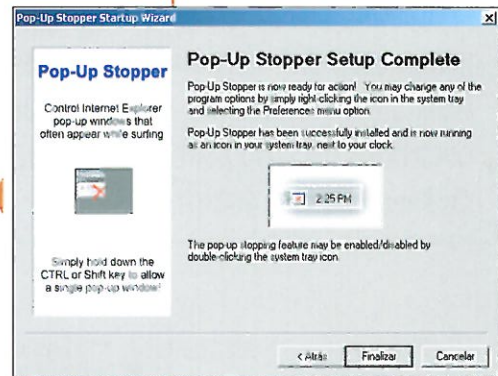 Pop-Up Stopper Startup Wizard
Pop-Up Stopper
Control Internet Explorer
pop-up windows that
often appear while surfing
Simply hold down the
CTRL or Shift key to allow
a single pop-up window!
Pop-Up Stopper Setup Complete
Pop-Up Stopper is now ready for action! You may change any of the
program options by simply right-clicking the icon in the system tray
and selecting the Preferences menu option.
Pop-Up Stopper has been successfully installed and is now running
as an icon in your system tray, next to your clock.
2:25 PM
The pop-up stopping feature may be enabled/disabled by
double-clicking the system tray icon.
< Atrás
Finalizar
Cancelar